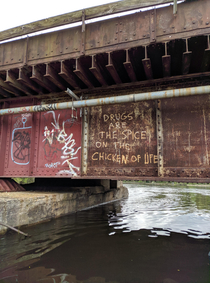 DRUGS
ARE
THE SPICE
ON THE
CHICKEN OF LIFE